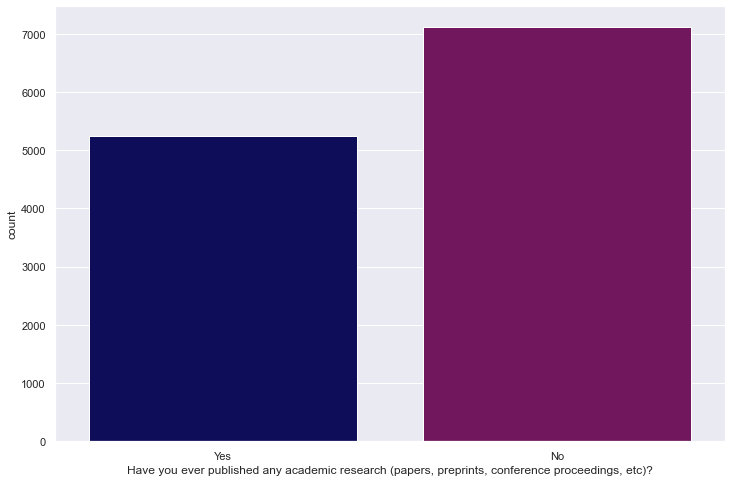 7000
6000
5000
4000
3000
2000
1000
0
count
Yes No
Have you ever published any academic research (papers, preprints, conference proceedings, etc)?